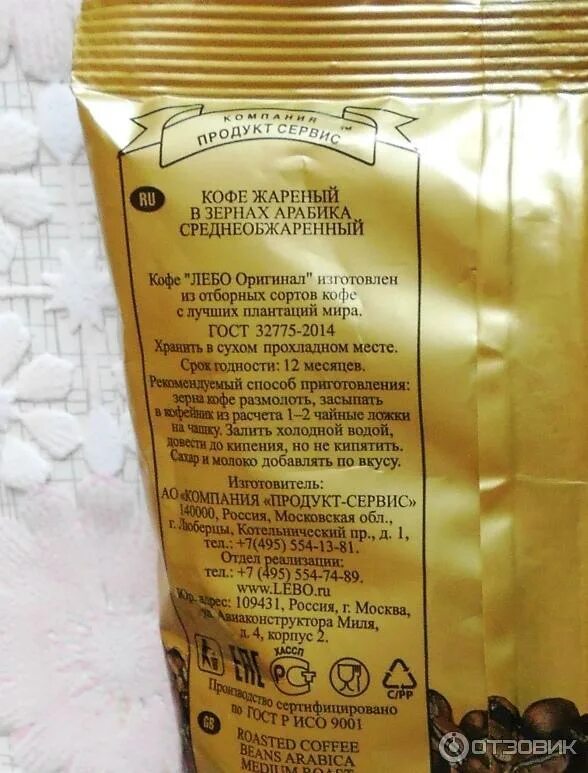 КОМПАНИЯ
ПРОДУКТ СЕРВИС™
RU
КОФЕ ЖАРЕНЫЙ
В ЗЕРНАХ АРАБИКА
СРЕДНЕОБЖАРЕННЫЙ
Кофе "ЛЕБО Оригинал" изготовлен
из отборных сортов кофе
с лучших плантаций мира.
ГОСТ 32775-2014
Хранить в сухом прохладном месте.
Срок годности: 12 месяцев.
Рекомендуемый способ приготовления:
зерна кофе размолоть, засыпать
в кофейник из расчета 1–2 чайные ложки
на чашку. Залить холодной водой,
довести до кипения, но не кипятить.
Сахар и молоко добавлять по вкусу.
Изготовитель:
АО «КОМПАНИЯ «ПРОДУКТ-СЕРВИС»
140000, Россия, Московская обл.,
г. Люберцы, Котельнический пр., д. 1,
тел.: +7(495) 554-13-81.
Отдел реализации:
тел.: +7 (495) 554-74-89.
www.LEBO.ru
Юр. адрес: 109431, Россия, г. Москва,
ул. Авиаконструктора Миля,
д. 4, корпус 2.
ХАССП
EAC
РСТ
C/PP
Производство сертифицировано
по ГОСТ Р ИСО 9001
GB
ROASTED COFFEE
BEANS ARABICA
MEDIUM ROAST
ОТЗОВИК